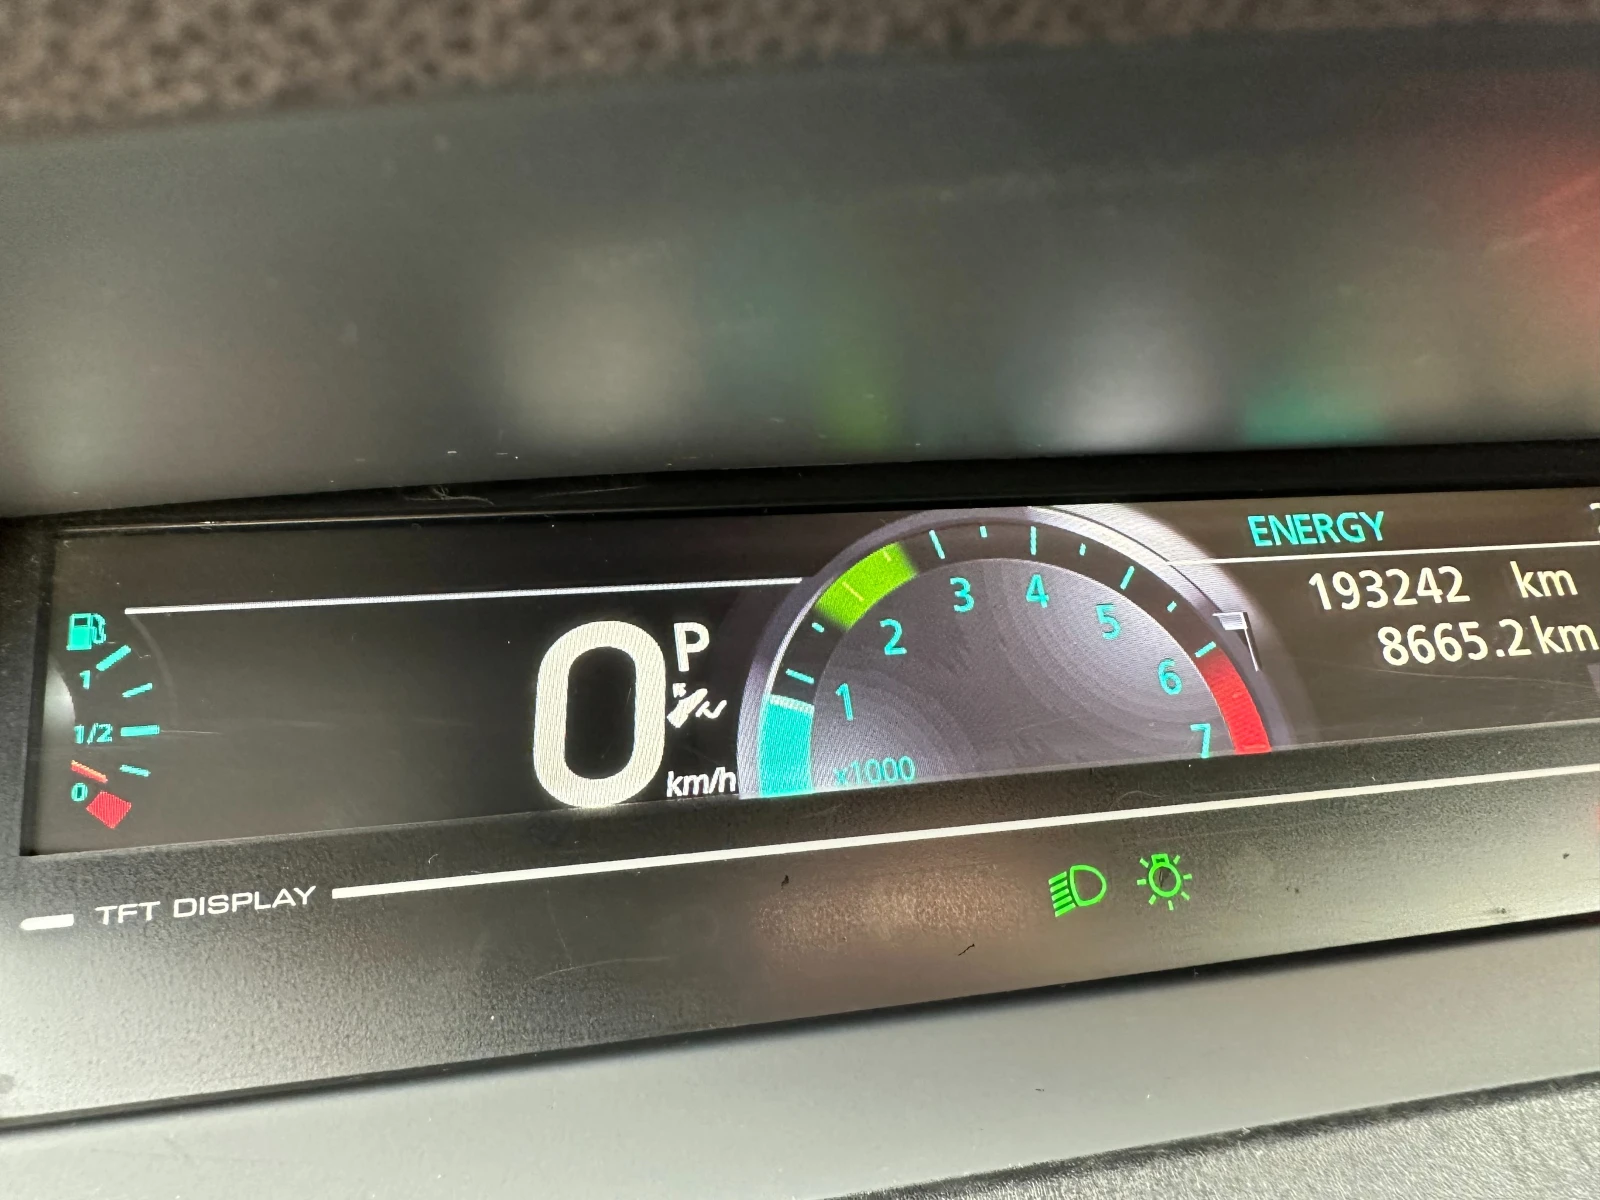 ENERGY
193242 km
8665.2 km
1
1/2
0
0 P
km/h
1 2 3 4 5 6 7
x1000
TFT DISPLAY